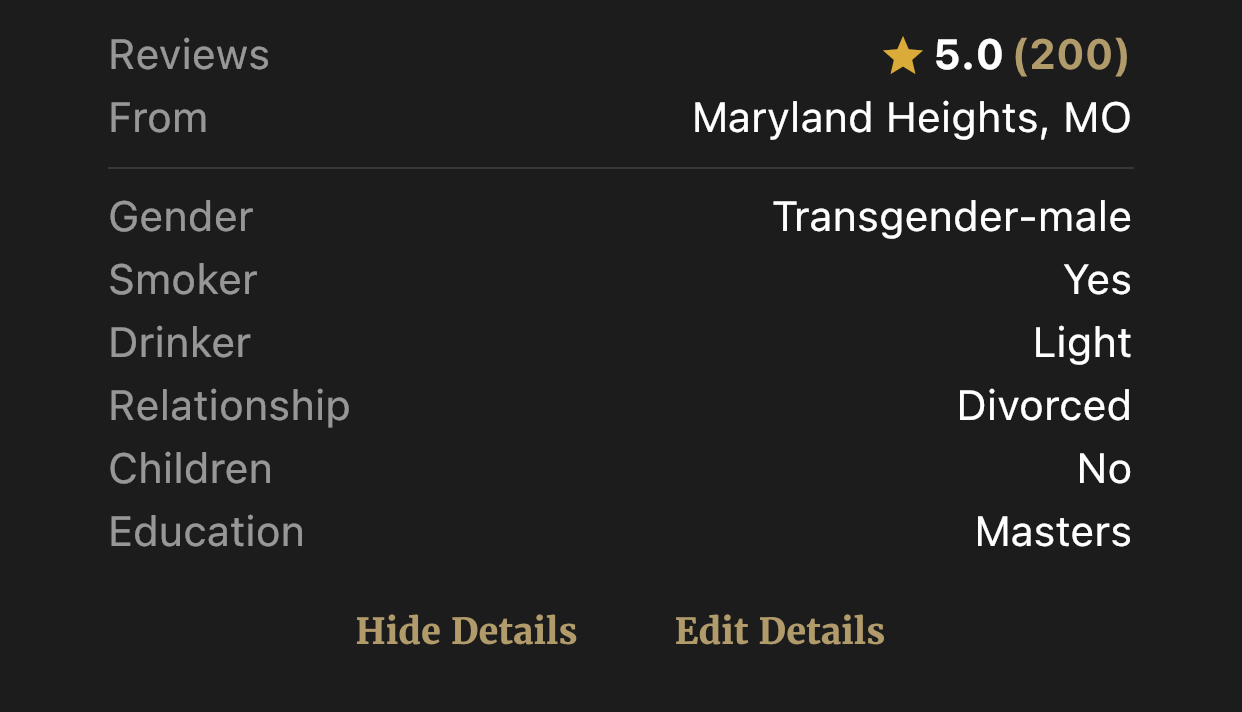 Reviews 5.0 (200)
From Maryland Heights, MO
Gender Transgender-male
Smoker Yes
Drinker Light
Relationship Divorced
Children No
Education Masters
Hide Details Edit Details